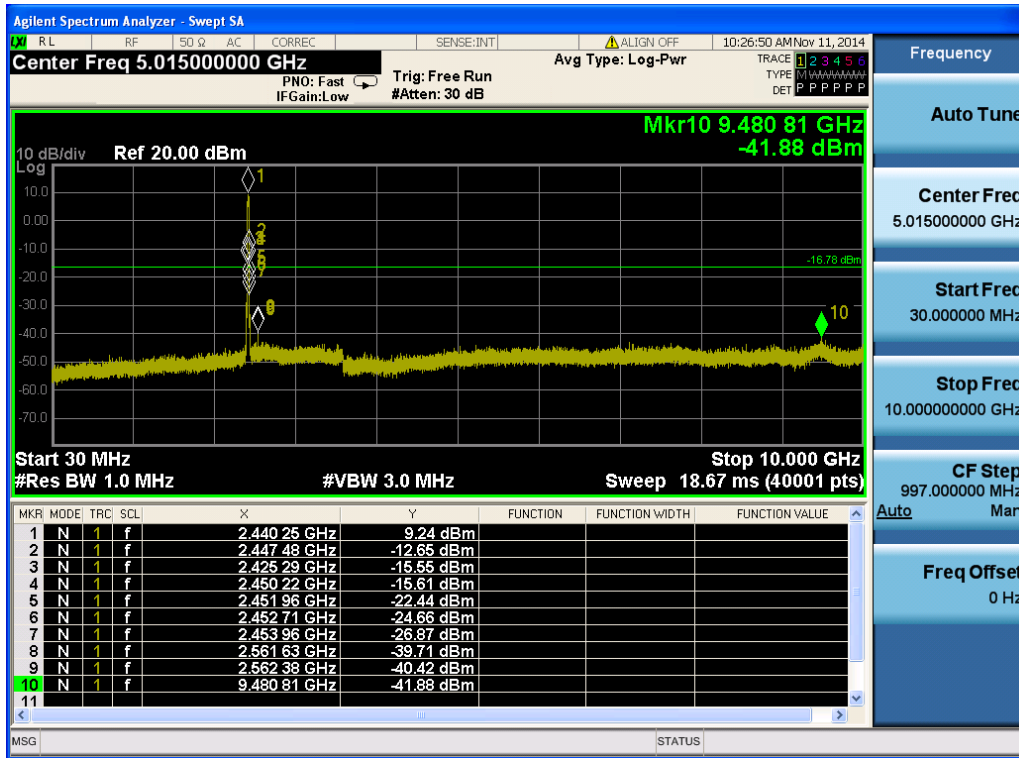 Agilent Spectrum Analyzer - Swept SA
LXI RL RF 50 Ω AC CORREC SENSE:INT ALIGN OFF 10:26:50 AM Nov 11, 2014
Center Freq 5.015000000 GHz
PNO: Fast
IFGain:Low
Trig: Free Run
#Atten: 30 dB
Avg Type: Log-Pwr
TRACE 1 2 3 4 5 6
TYPE MWWWWW
DET P P P P P P
Mkr10 9.480 81 GHz
-41.88 dBm
10 dB/div Ref 20.00 dBm
Log
10.0
0.00
-10.0
-20.0
-30.0
-40.0
-50.0
-60.0
-70.0
1
-16.78 dBm
10
Start 30 MHz Stop 10.000 GHz
#Res BW 1.0 MHz #VBW 3.0 MHz Sweep 18.67 ms (40001 pts)
MKR MODE TRC SCL X Y FUNCTION FUNCTION WIDTH FUNCTION VALUE
1 N 1 f 2.440 25 GHz 9.24 dBm
2 N 1 f 2.447 48 GHz -12.65 dBm
3 N 1 f 2.425 29 GHz -15.55 dBm
4 N 1 f 2.450 22 GHz -15.61 dBm
5 N 1 f 2.451 96 GHz -22.44 dBm
6 N 1 f 2.452 71 GHz -24.66 dBm
7 N 1 f 2.453 96 GHz -26.87 dBm
8 N 1 f 2.561 63 GHz -39.71 dBm
9 N 1 f 2.562 38 GHz -40.42 dBm
10 N 1 f 9.480 81 GHz -41.88 dBm
11
MSG STATUS
Frequency
Auto Tune
Center Freq
5.015000000 GHz
Start Freq
30.000000 MHz
Stop Freq
10.000000000 GHz
CF Step
997.000000 MHz
Auto Man
Freq Offset
0 Hz